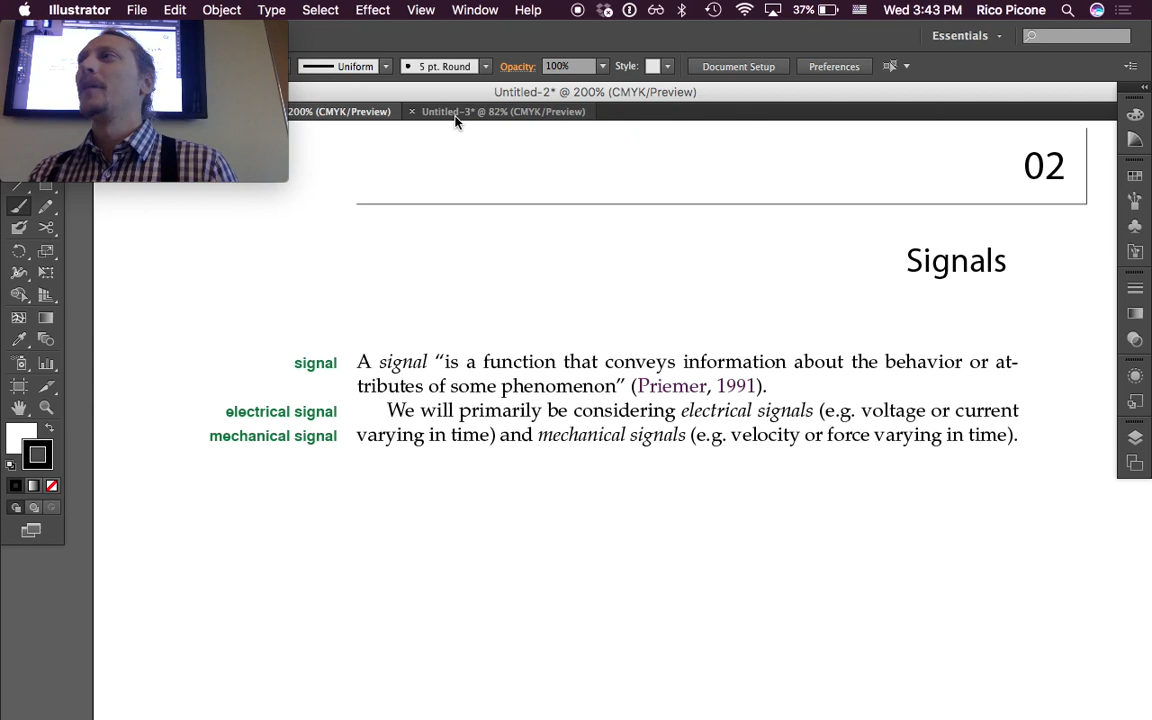 Illustrator File Edit Object Type Select Effect View Window Help 37% Wed 3:43 PM Rico Picone
Essentials
Uniform 5 pt. Round Opacity: 100% Style: Document Setup Preferences
Untitled-2* @ 200% (CMYK/Preview)
200% (CMYK/Preview) × Untitled-3* @ 82% (CMYK/Preview)
02
Signals
signal A signal “is a function that conveys information about the behavior or at-
tributes of some phenomenon” (Priemer, 1991).
electrical signal We will primarily be considering electrical signals (e.g. voltage or current
mechanical signal varying in time) and mechanical signals (e.g. velocity or force varying in time).